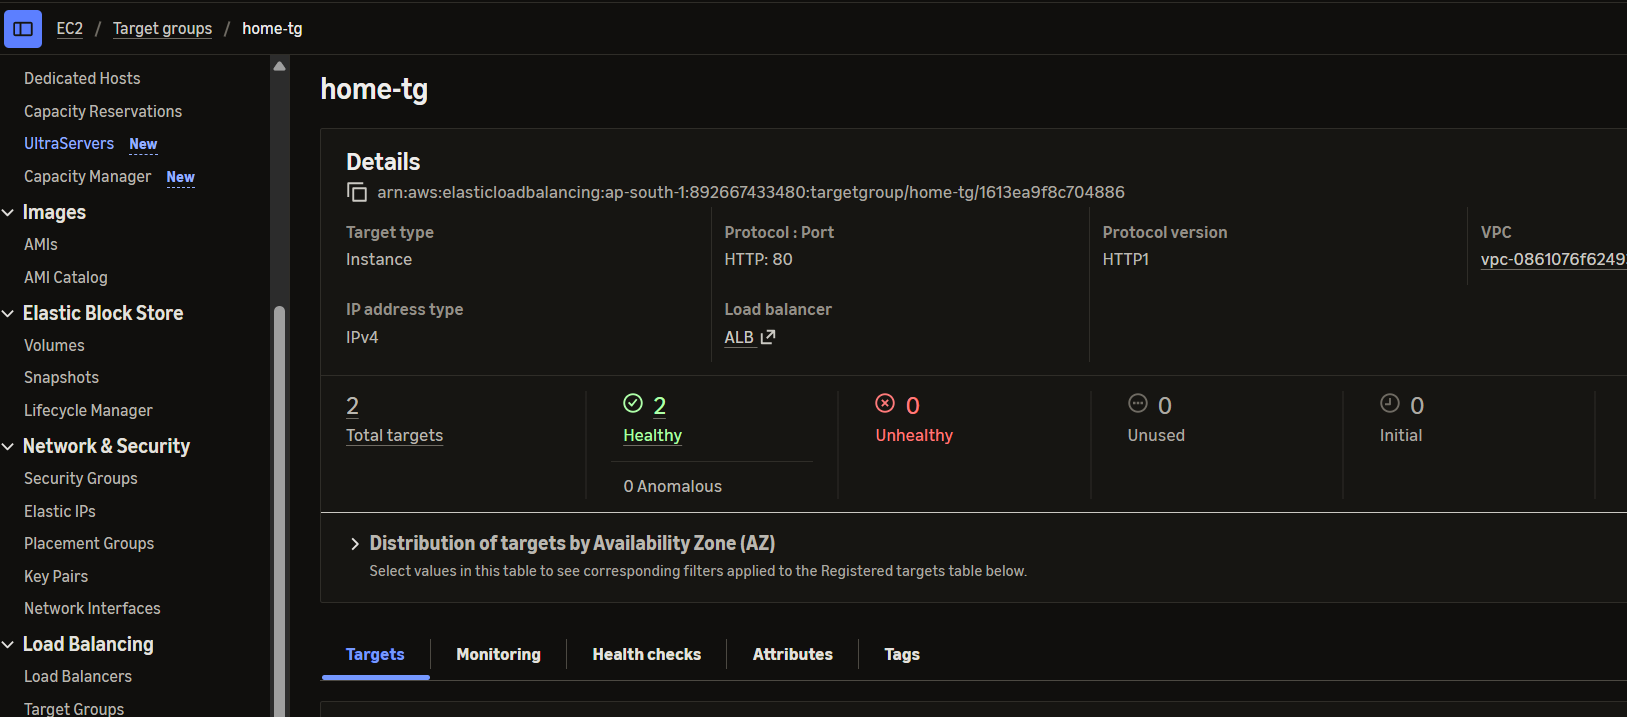 EC2 / Target groups / home-tg
Dedicated Hosts
Capacity Reservations
UltraServers New
Capacity Manager New
Images
AMIs
AMI Catalog
Elastic Block Store
Volumes
Snapshots
Lifecycle Manager
Network & Security
Security Groups
Elastic IPs
Placement Groups
Key Pairs
Network Interfaces
Load Balancing
Load Balancers
Target Groups
home-tg
Details
arn:aws:elasticloadbalancing:ap-south-1:892667433480:targetgroup/home-tg/1613ea9f8c704886
Target type
Instance
Protocol : Port
HTTP: 80
Protocol version
HTTP1
VPC
vpc-0861076f6249
IP address type
IPv4
Load balancer
ALB
2
Total targets
2
Healthy
0 Anomalous
0
Unhealthy
0
Unused
0
Initial
Distribution of targets by Availability Zone (AZ)
Select values in this table to see corresponding filters applied to the Registered targets table below.
Targets
Monitoring
Health checks
Attributes
Tags